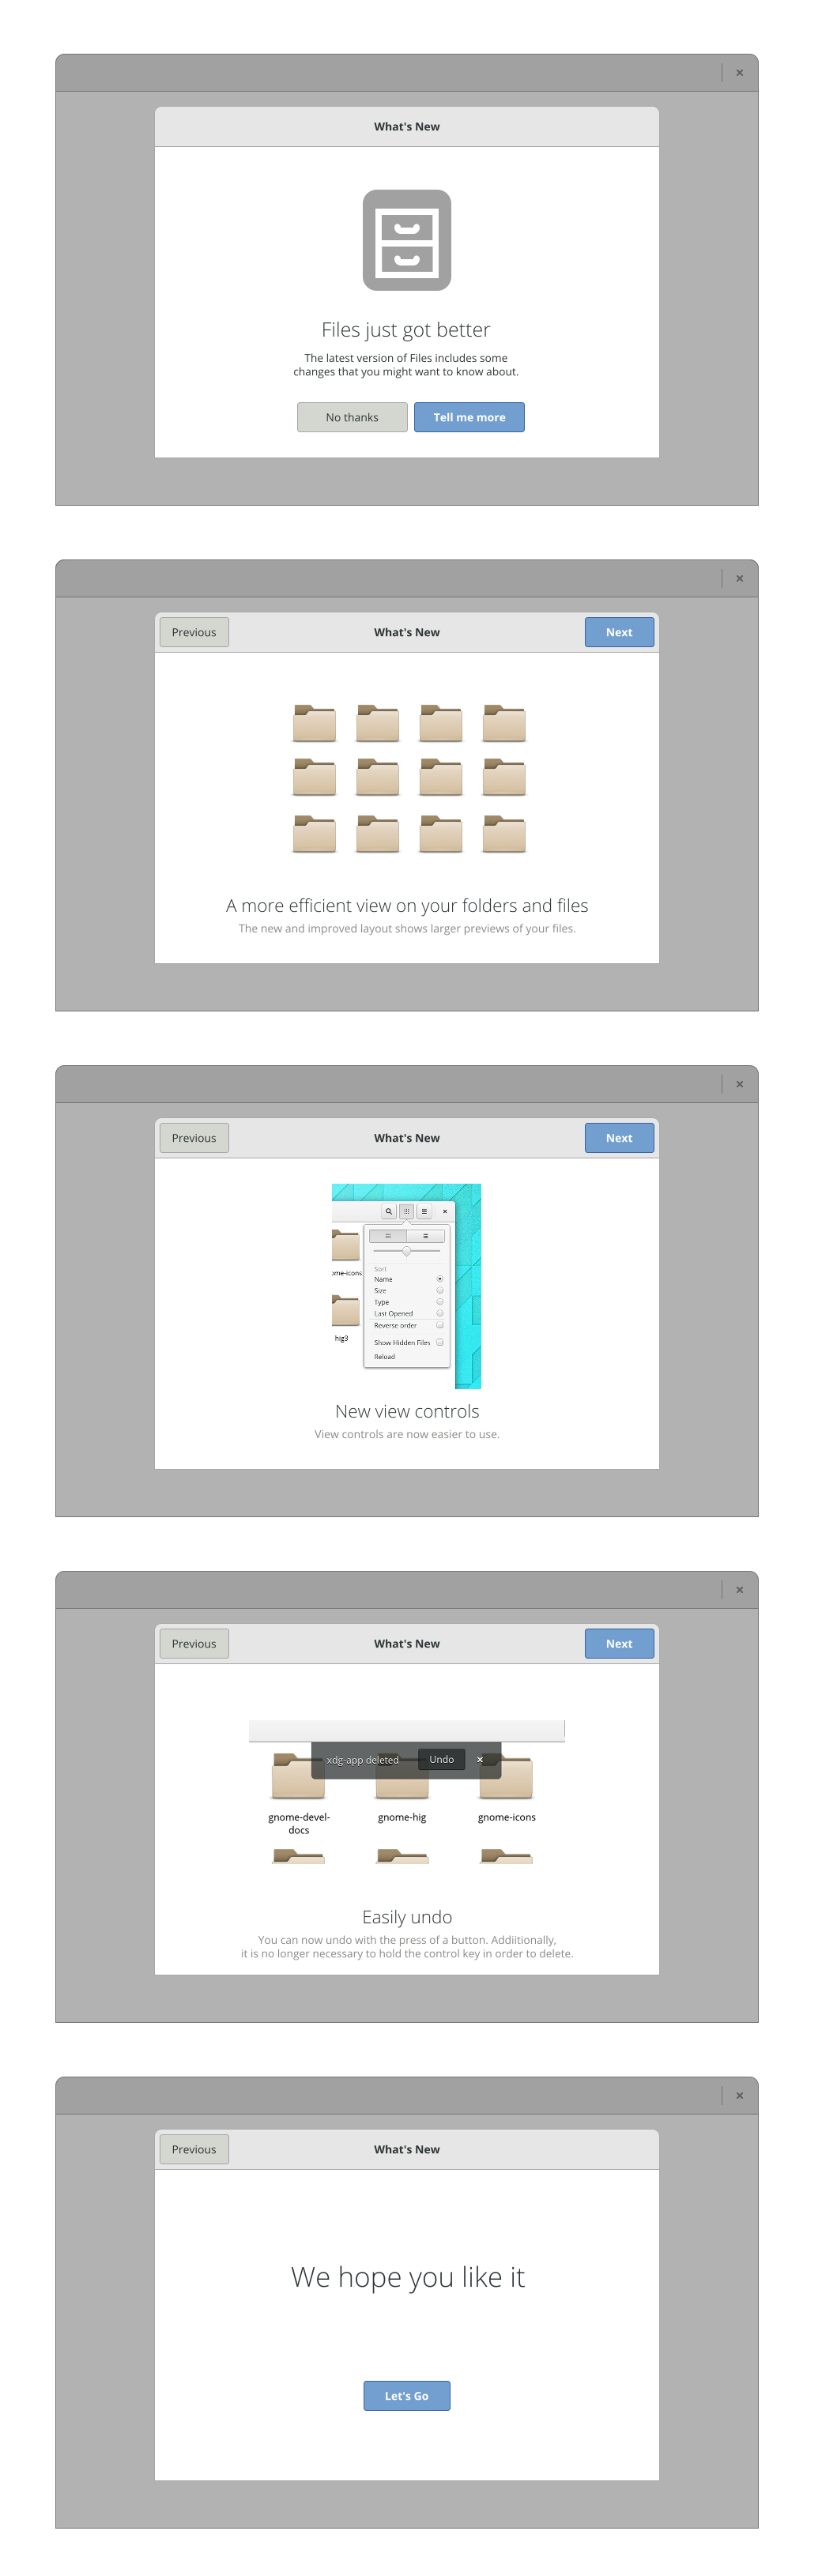 What's New
Files just got better
The latest version of Files includes some
changes that you might want to know about.
No thanks
Tell me more
Previous
What's New
Next
A more efficient view on your folders and files
The new and improved layout shows larger previews of your files.
Previous
What's New
Next
ome-icons
hig3
Sort
Name
Size
Type
Last Opened
Reverse order
Show Hidden Files
Reload
New view controls
View controls are now easier to use.
Previous
What's New
Next
xdg-app deleted
Undo
gnome-devel-
docs
gnome-hig
gnome-icons
Easily undo
You can now undo with the press of a button. Addiitionally,
it is no longer necessary to hold the control key in order to delete.
Previous
What's New
We hope you like it
Let's Go